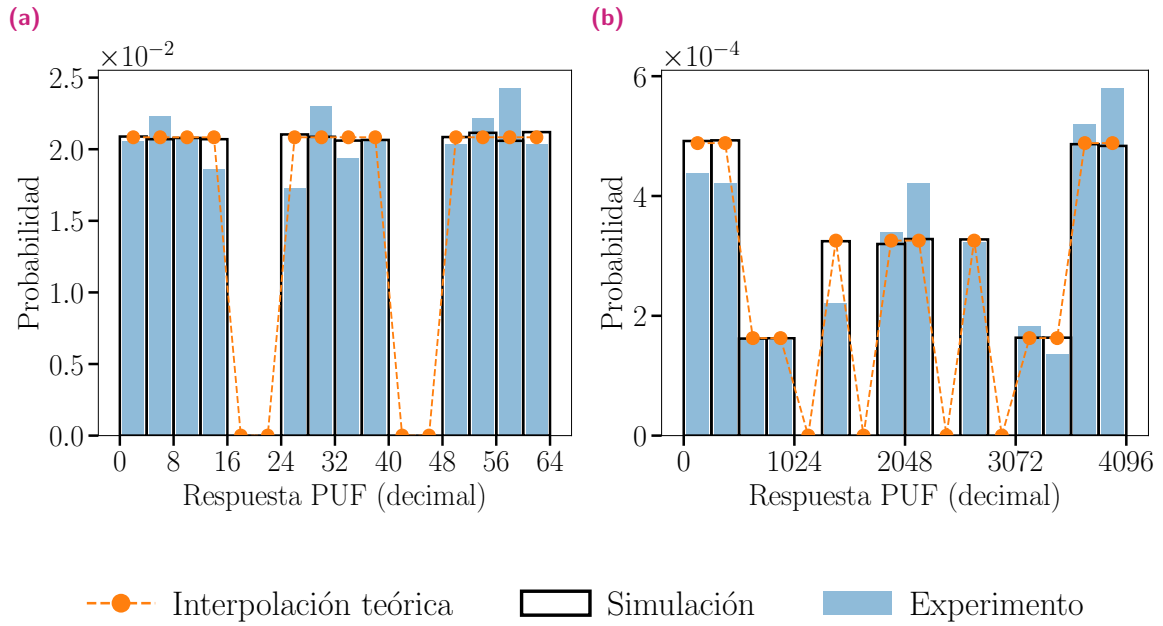 (a)
(b)
×10⁻²
×10⁻⁴
2.5
2.0
1.5
1.0
0.5
0.0
Probabilidad
0 8 16 24 32 40 48 56 64
Respuesta PUF (decimal)
6
4
2
0
Probabilidad
0 1024 2048 3072 4096
Respuesta PUF (decimal)
Interpolación teórica Simulación Experimento